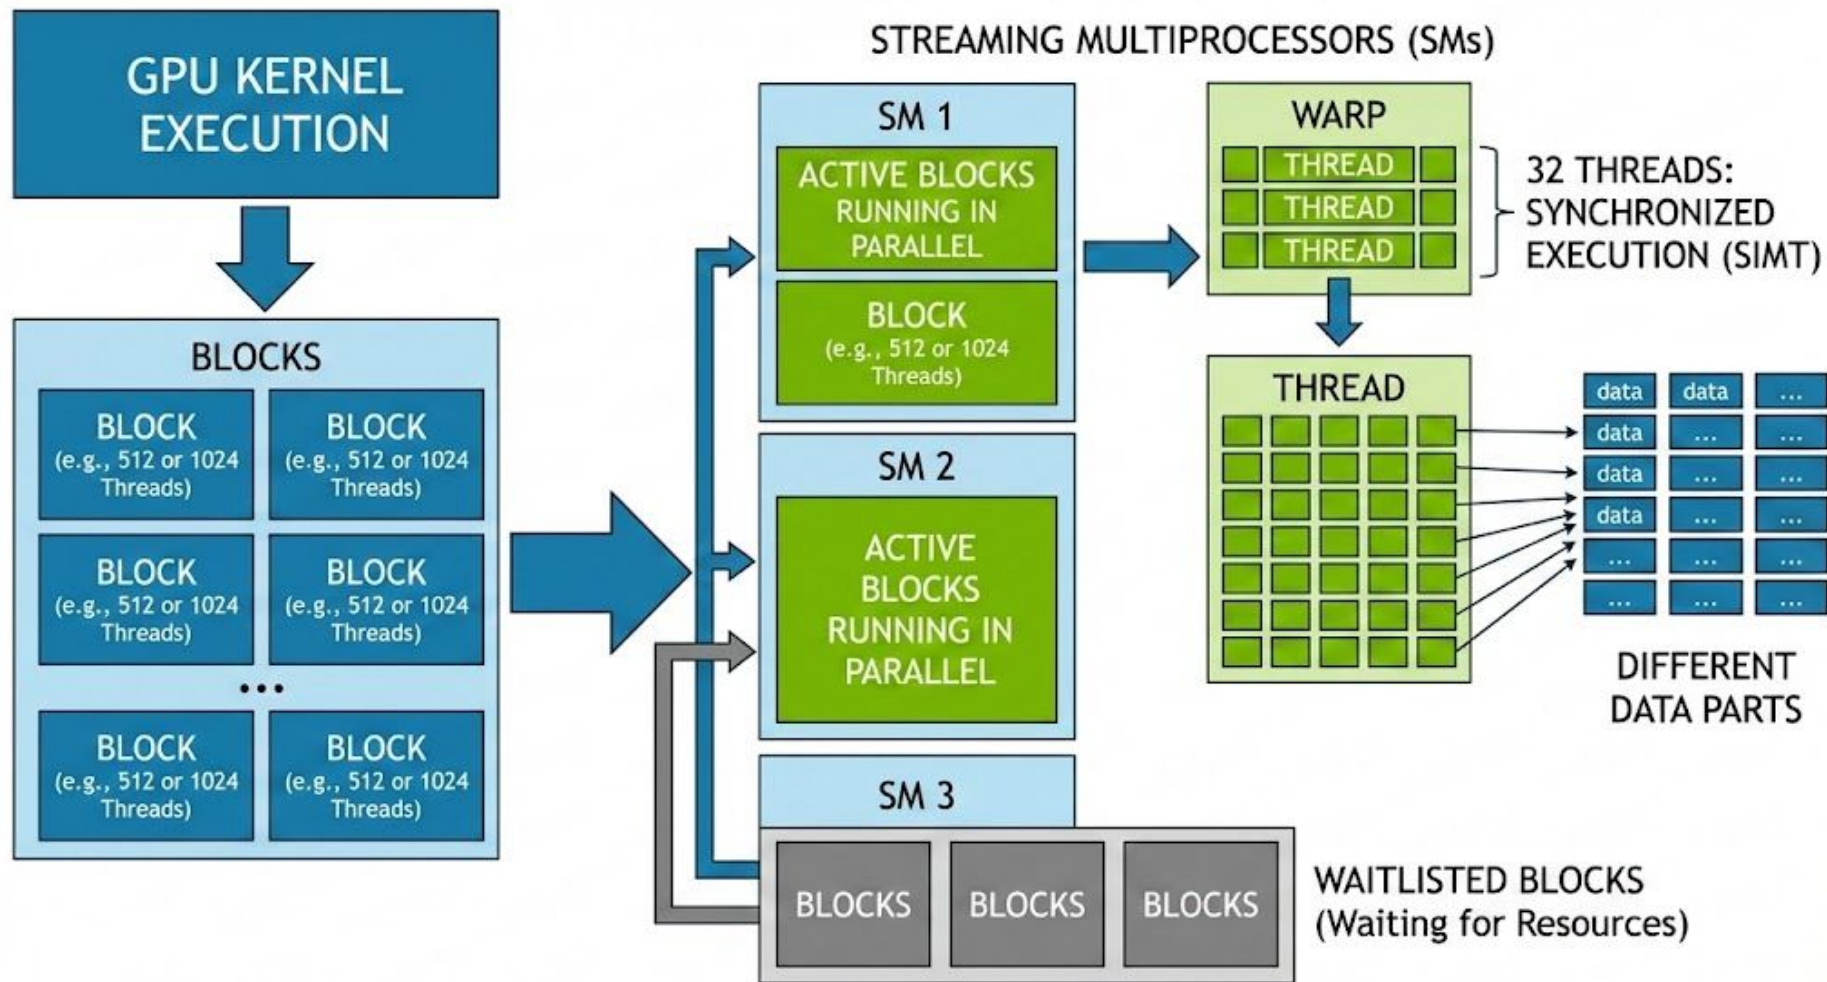 GPU KERNEL
EXECUTION
BLOCKS
BLOCK
(e.g., 512 or 1024
Threads)
BLOCK
(e.g., 512 or 1024
Threads)
BLOCK
(e.g., 512 or 1024
Threads)
BLOCK
(e.g., 512 or 1024
Threads)
...
BLOCK
(e.g., 512 or 1024
Threads)
BLOCK
(e.g., 512 or 1024
Threads)
STREAMING MULTIPROCESSORS (SMs)
SM 1
ACTIVE BLOCKS
RUNNING IN
PARALLEL
BLOCK
(e.g., 512 or 1024
Threads)
SM 2
ACTIVE
BLOCKS
RUNNING IN
PARALLEL
SM 3
BLOCKS BLOCKS BLOCKS
WAITLISTED BLOCKS
(Waiting for Resources)
WARP
THREAD
THREAD
THREAD
32 THREADS:
SYNCHRONIZED
EXECUTION (SIMT)
THREAD
data data ...
data ... ...
data ... ...
data ... ...
... ... ...
... ... ...
DIFFERENT
DATA PARTS